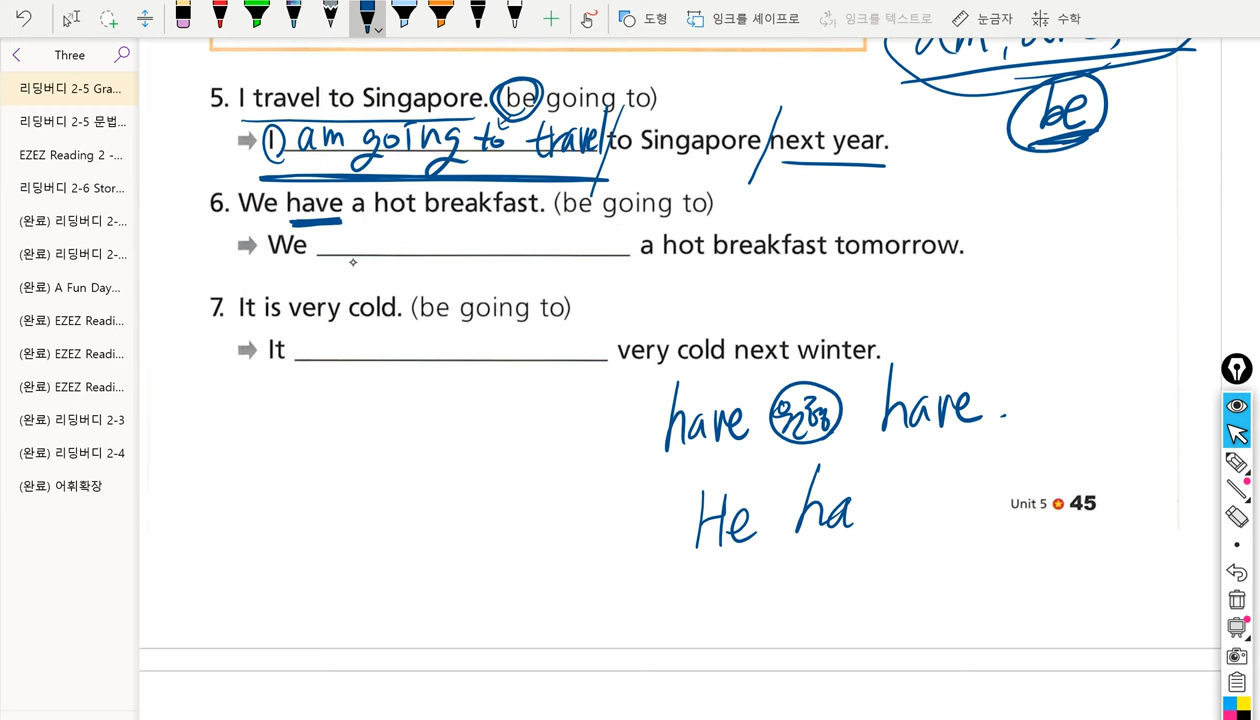 도형 잉크를 셰이프로 잉크를 텍스트로 눈금자 수학
Three
리딩버디 2-5 Gra...
리딩버디 2-5 문법...
EZEZ Reading 2 -...
리딩버디 2-6 Stor...
(완료) 리딩버디 2-...
(완료) 리딩버디 2-...
(완료) A Fun Day...
(완료) EZEZ Readi...
(완료) EZEZ Readi...
(완료) EZEZ Readi...
(완료) 리딩버디 2-3
(완료) 리딩버디 2-4
(완료) 어휘확장
am,
be
5. I travel to Singapore. (be going to)
➡ I am going to travel to Singapore next year.
6. We have a hot breakfast. (be going to)
➡ We ____ a hot breakfast tomorrow.
7. It is very cold. (be going to)
➡ It ____ very cold next winter.
have have.
He ha
Unit 5 45